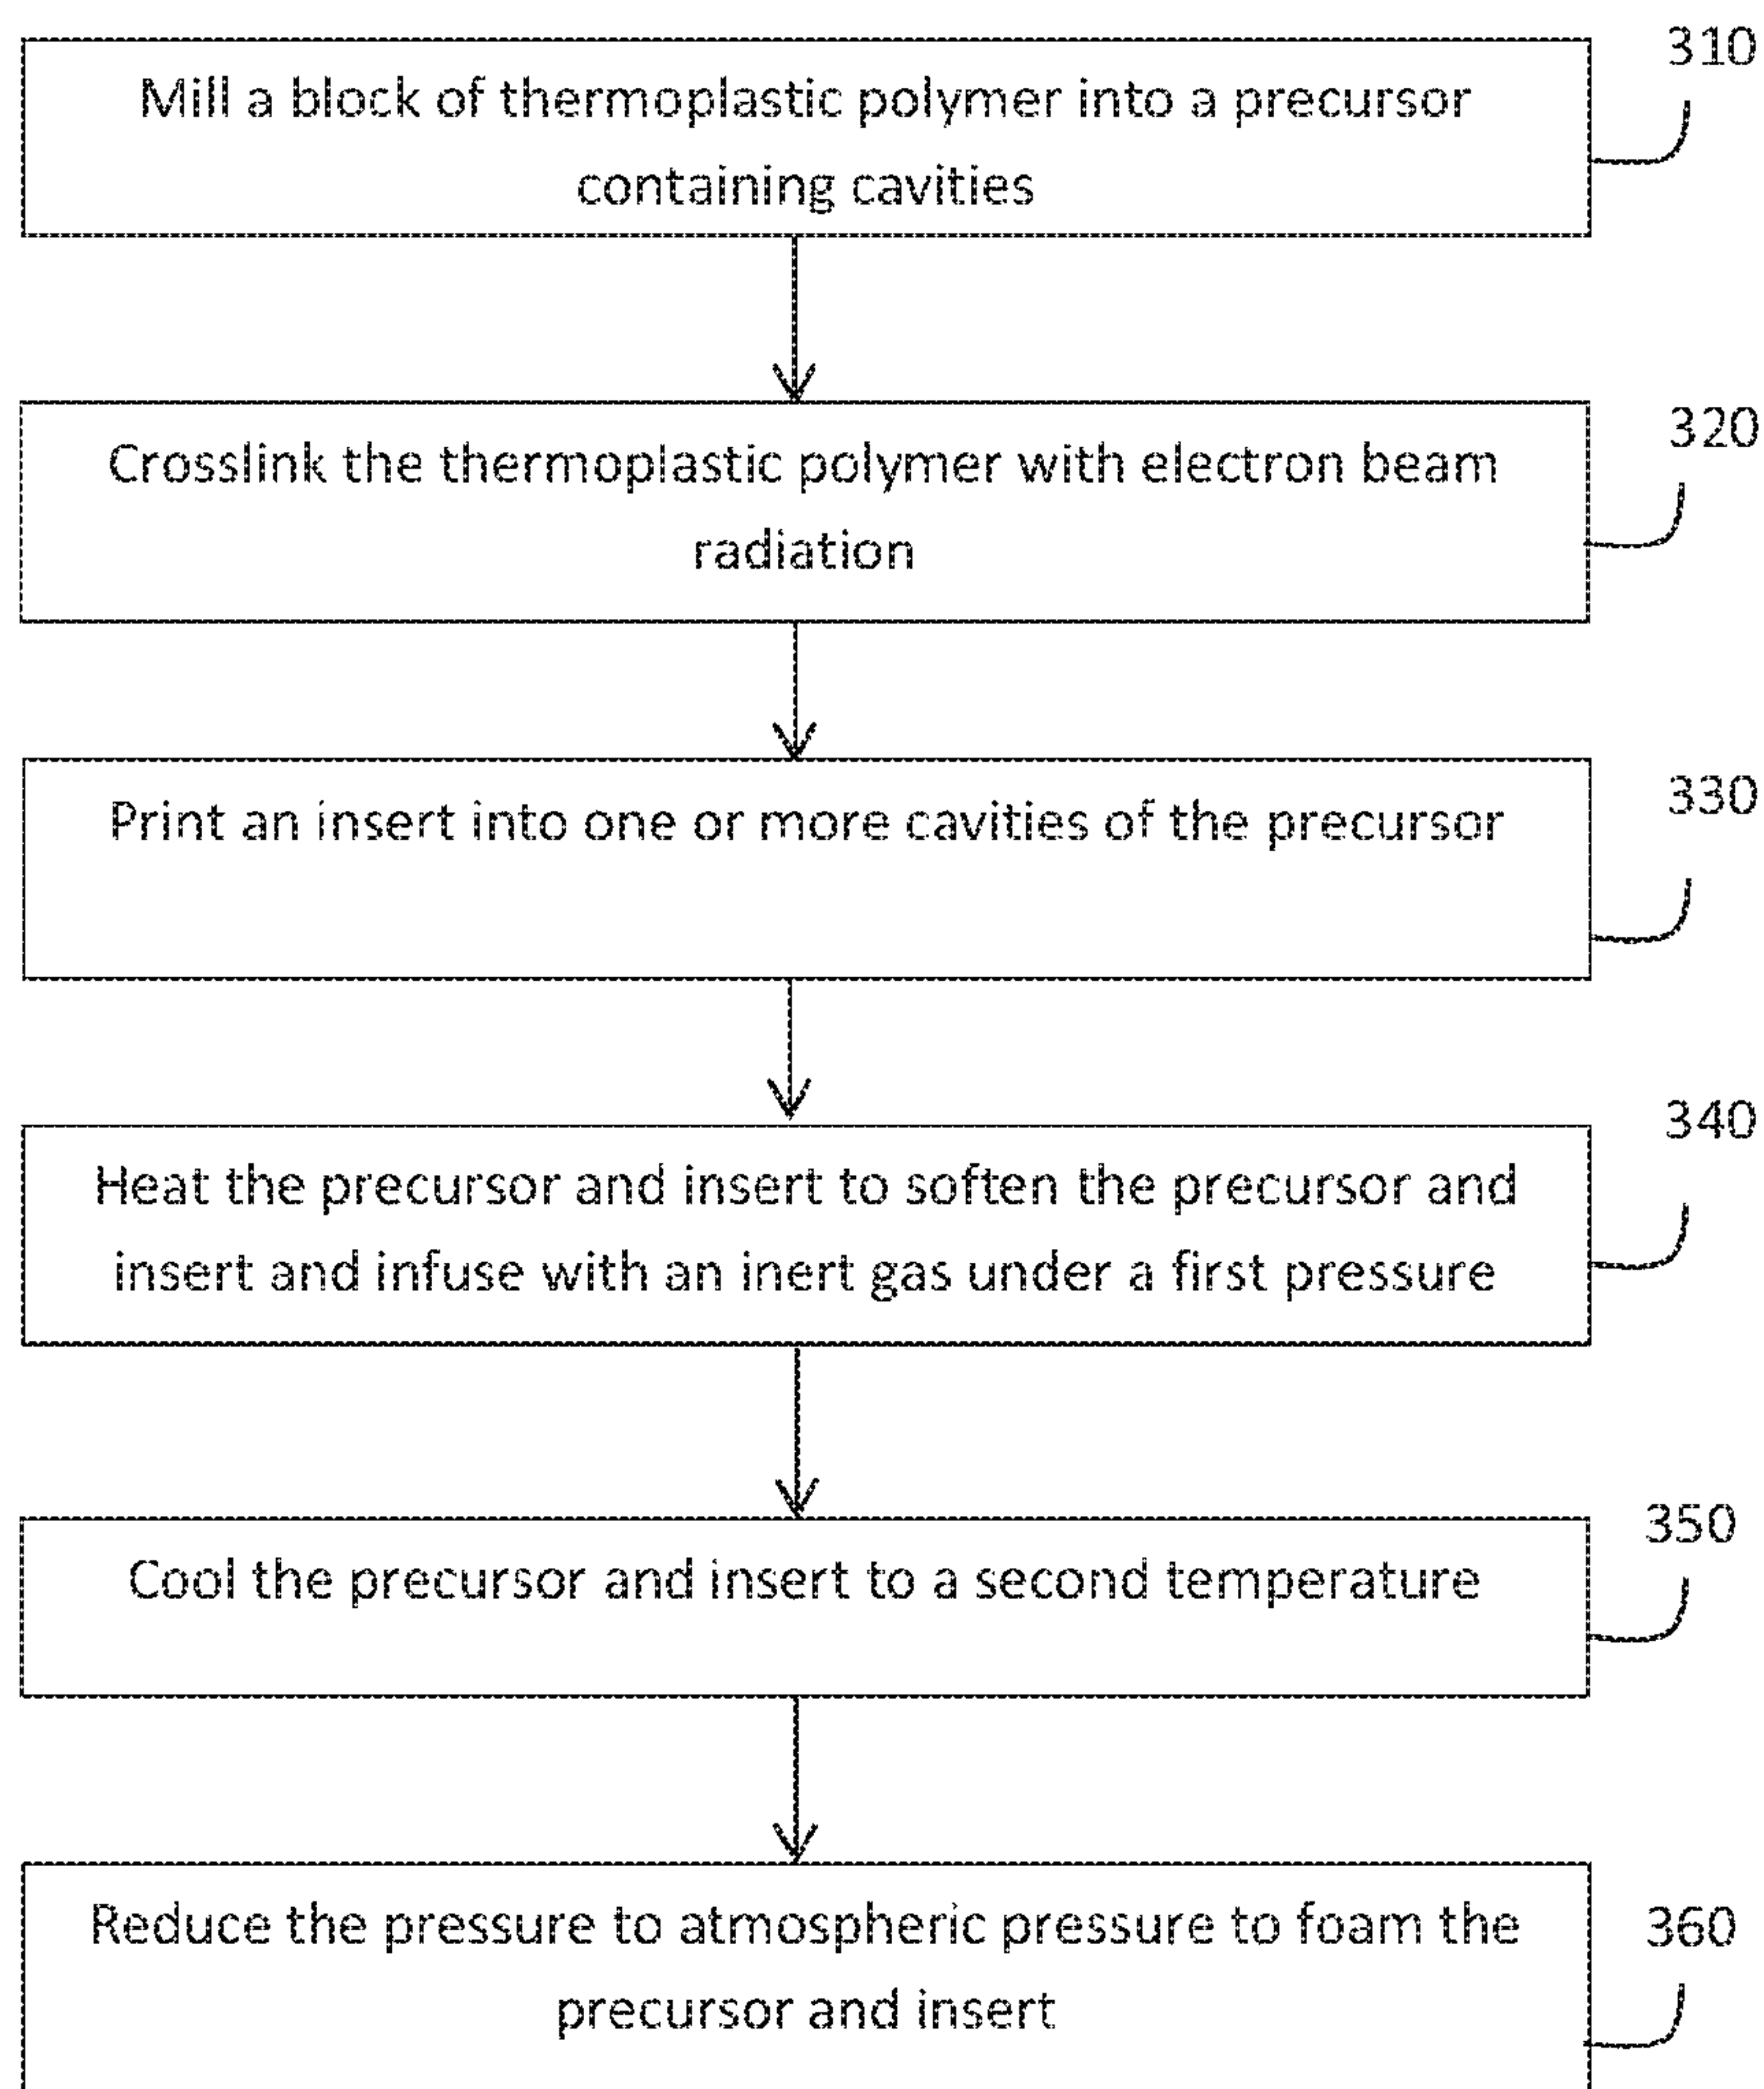 310
Mill a block of thermoplastic polymer into a precursor
containing cavities
320
Crosslink the thermoplastic polymer with electron beam
radiation
330
Print an insert into one or more cavities of the precursor
340
Heat the precursor and insert to soften the precursor and
insert and infuse with an inert gas under a first pressure
350
Cool the precursor and insert to a second temperature
360
Reduce the pressure to atmospheric pressure to foam the
precursor and insert